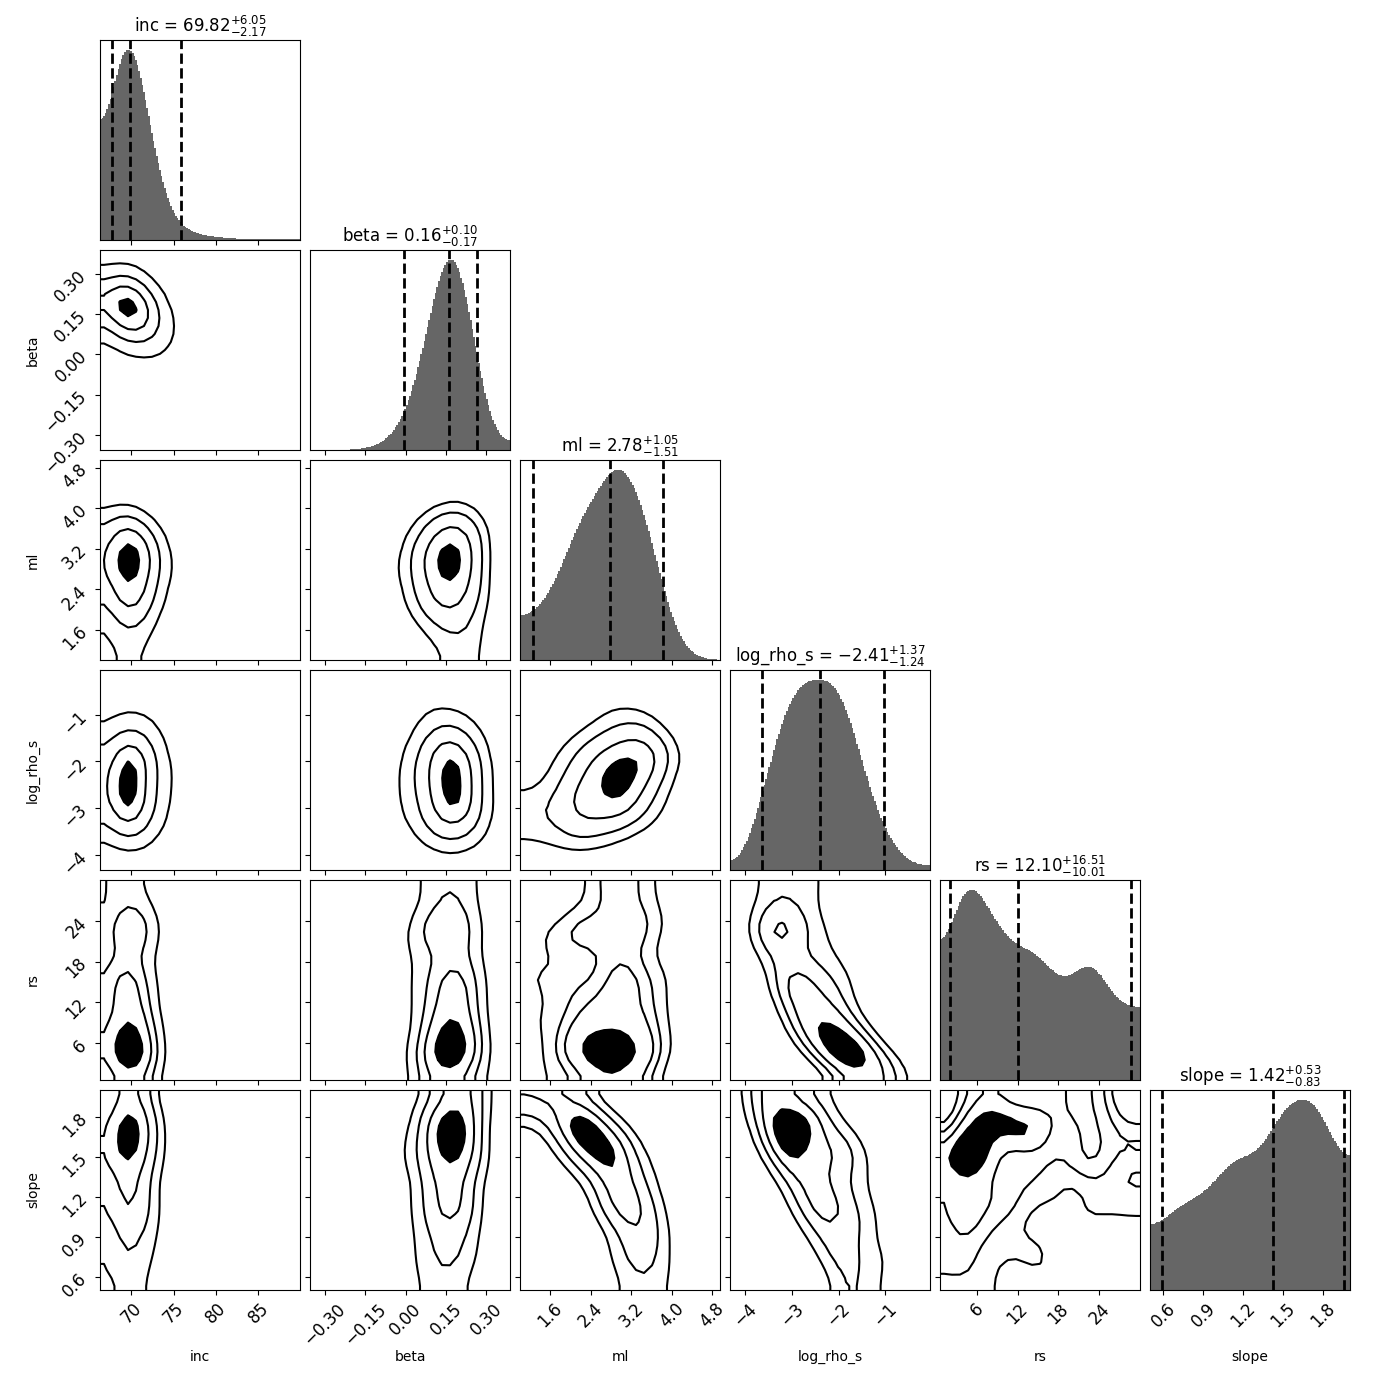 inc = 69.82+6.05−2.17
beta = 0.16+0.10−0.17
0.30
0.15
0.00
−0.15
−0.30
beta
ml = 2.78+1.05−1.51
4.8
4.0
3.2
2.4
1.6
ml
log_rho_s = −2.41+1.37−1.24
−1
−2
−3
−4
log_rho_s
rs = 12.10+16.51−10.01
24
18
12
6
rs
slope = 1.42+0.53−0.83
1.8
1.5
1.2
0.9
0.6
slope
70 75 80 85
−0.30 −0.15 0.00 0.15 0.30
1.6 2.4 3.2 4.0 4.8
−4 −3 −2 −1
6 12 18 24
0.6 0.9 1.2 1.5 1.8
inc beta ml log_rho_s rs slope